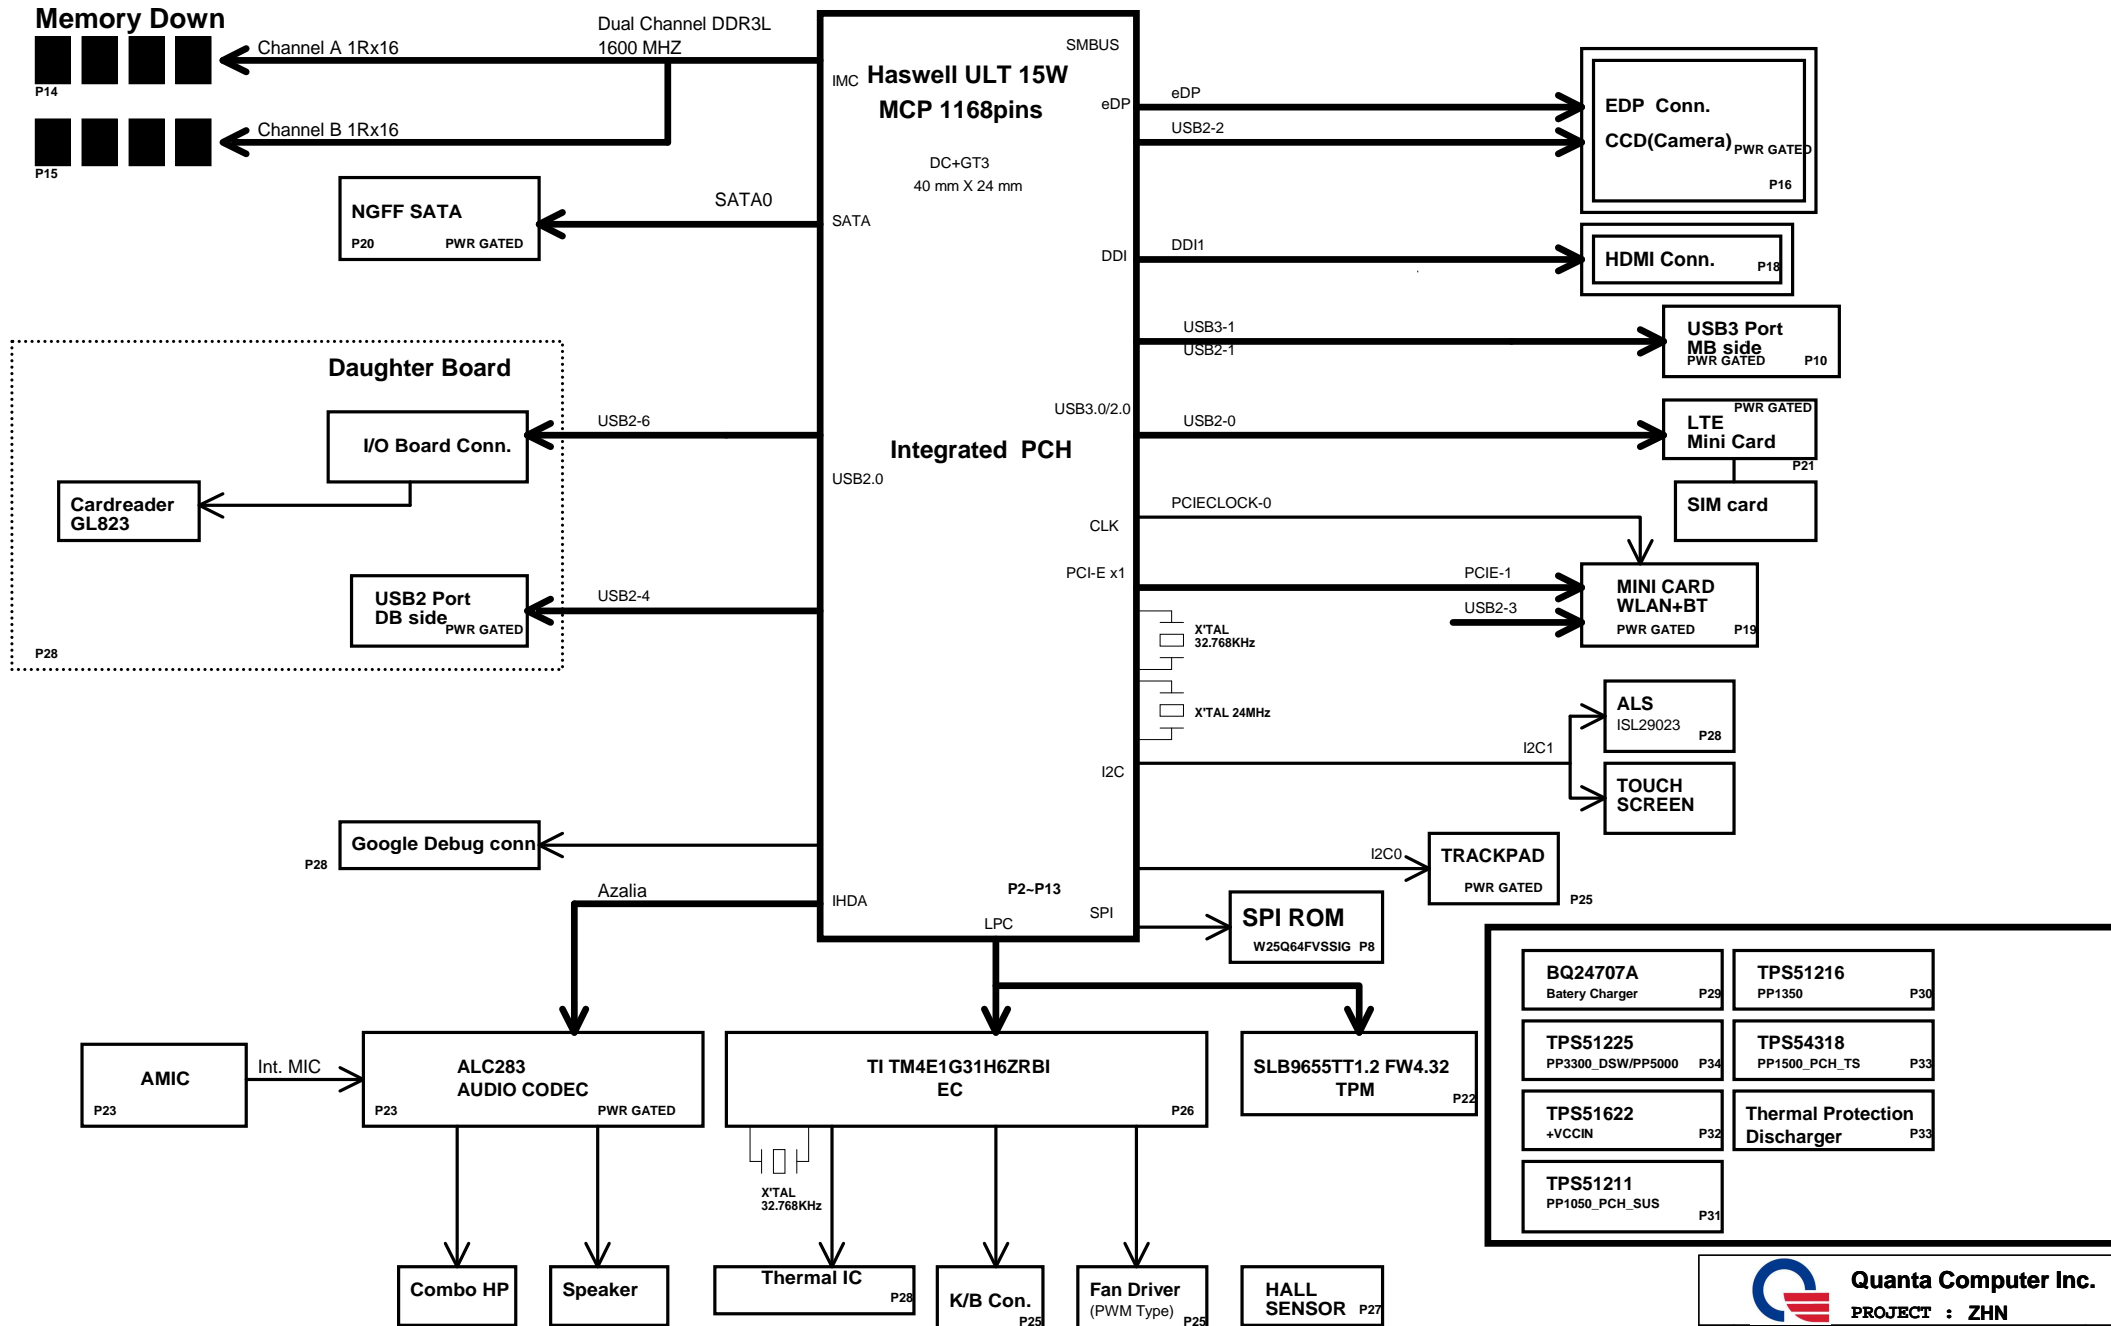 Memory Down
Channel A 1Rx16
P14
Dual Channel DDR3L
1600 MHZ
Channel B 1Rx16
P15
NGFF SATA
P20
PWR GATED
SATA0
IMC
Haswell ULT 15W
MCP 1168pins
DC+GT3
40 mm X 24 mm
SMBUS
eDP
SATA
DDI
USB3.0/2.0
Integrated PCH
USB2.0
CLK
PCI-E x1
I2C
P2~P13
IHDA
LPC
SPI
eDP
USB2-2
EDP Conn.
CCD(Camera)
PWR GATED
P16
DDI1
HDMI Conn.
P18
USB3-1
USB2-1
USB3 Port
MB side
PWR GATED
P10
USB2-0
PWR GATED
LTE
Mini Card
P21
SIM card
PCIECLOCK-0
PCIE-1
USB2-3
MINI CARD
WLAN+BT
PWR GATED
P19
X'TAL
32.768KHz
X'TAL 24MHz
I2C1
ALS
ISL29023
P28
TOUCH
SCREEN
I2C0
TRACKPAD
PWR GATED
P25
SPI ROM
W25Q64FVSSIG P8
Daughter Board
I/O Board Conn.
USB2-6
Cardreader
GL823
USB2 Port
DB side
PWR GATED
USB2-4
P28
Google Debug conn
P28
Azalia
AMIC
P23
Int. MIC
ALC283
AUDIO CODEC
P23
PWR GATED
TI TM4E1G31H6ZRBI
EC
P26
SLB9655TT1.2 FW4.32
TPM
P22
X'TAL
32.768KHz
Combo HP
Speaker
Thermal IC
P28
K/B Con.
P25
Fan Driver
(PWM Type)
P25
HALL
SENSOR P27
BQ24707A
Batery Charger
P29
TPS51216
PP1350
P30
TPS51225
PP3300_DSW/PP5000
P34
TPS54318
PP1500_PCH_TS
P33
TPS51622
+VCCIN
P32
Thermal Protection
Discharger
P33
TPS51211
PP1050_PCH_SUS
P31
Quanta Computer Inc.
PROJECT : ZHN